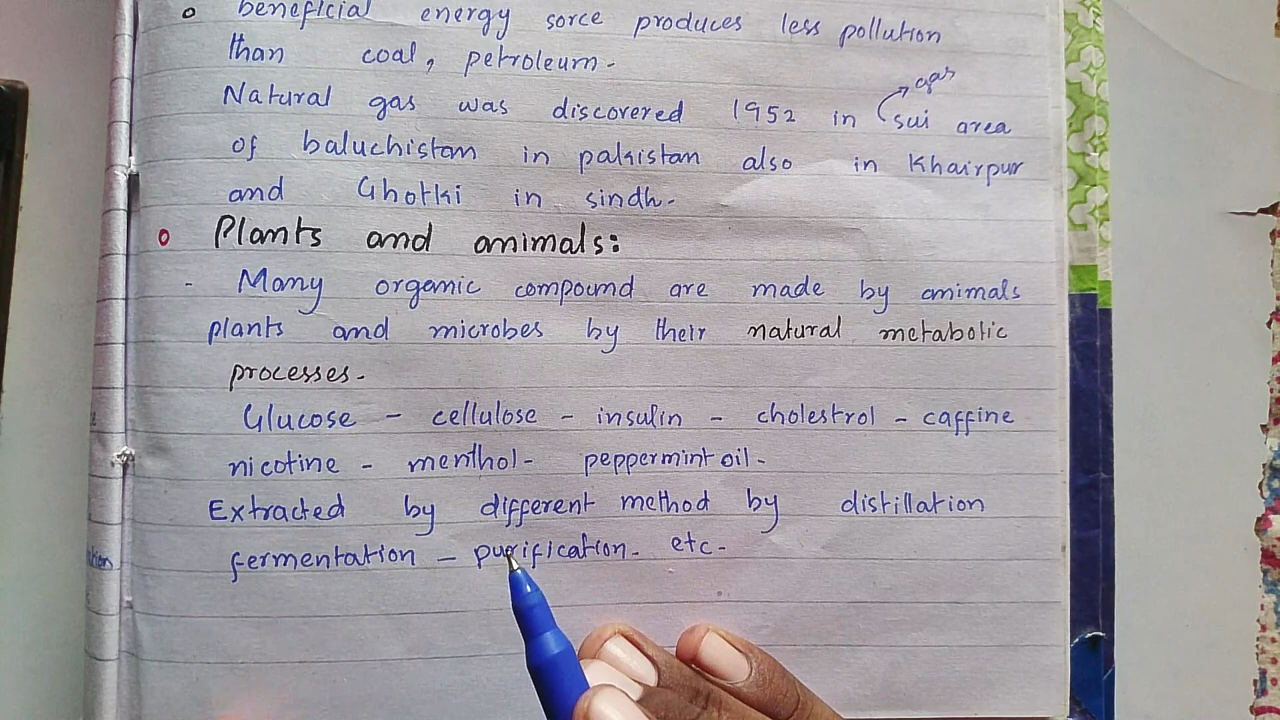 beneficial energy sorce produces less pollution
than coal, petroleum.
gas
Natural gas was discovered 1952 in sui area
of baluchistan in pakistan also in Khairpur
and Ghotki in sindh.
Plants and animals:
- Many organic compound are made by animals
plants and microbes by their natural metabolic
processes.
Glucose - cellulose - insulin - cholestrol - caffine
nicotine - menthol - peppermint oil -
Extracted by different method by distillation
fermentation - purification. etc -